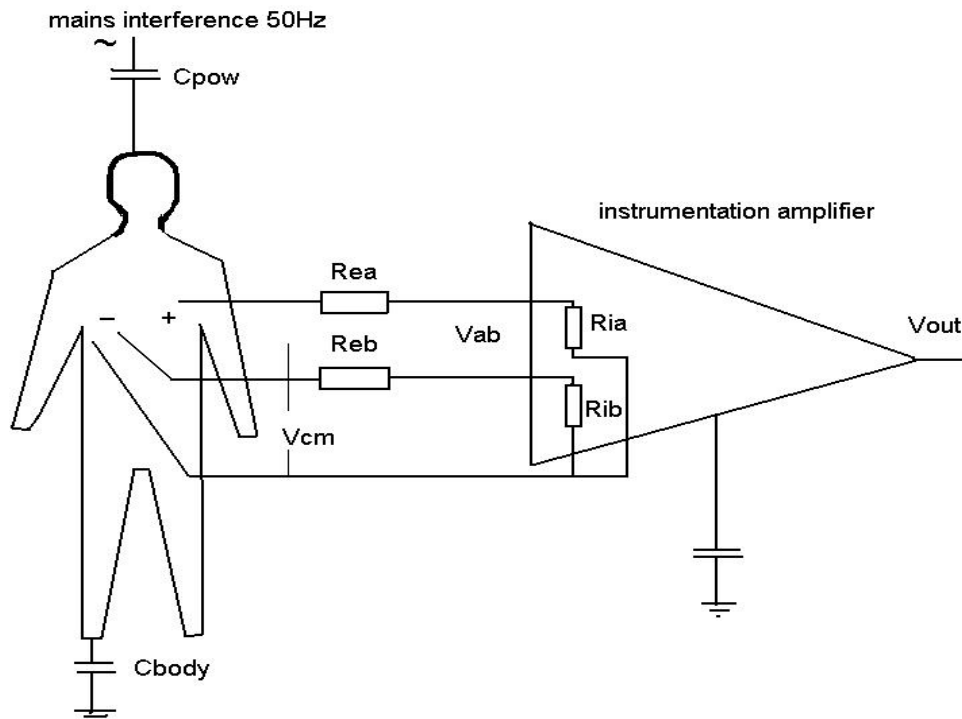 mains interference 50Hz
~
Cpow
instrumentation amplifier
Rea
− +
Vab
Ria
Vout
Reb
Rib
Vcm
Cbody